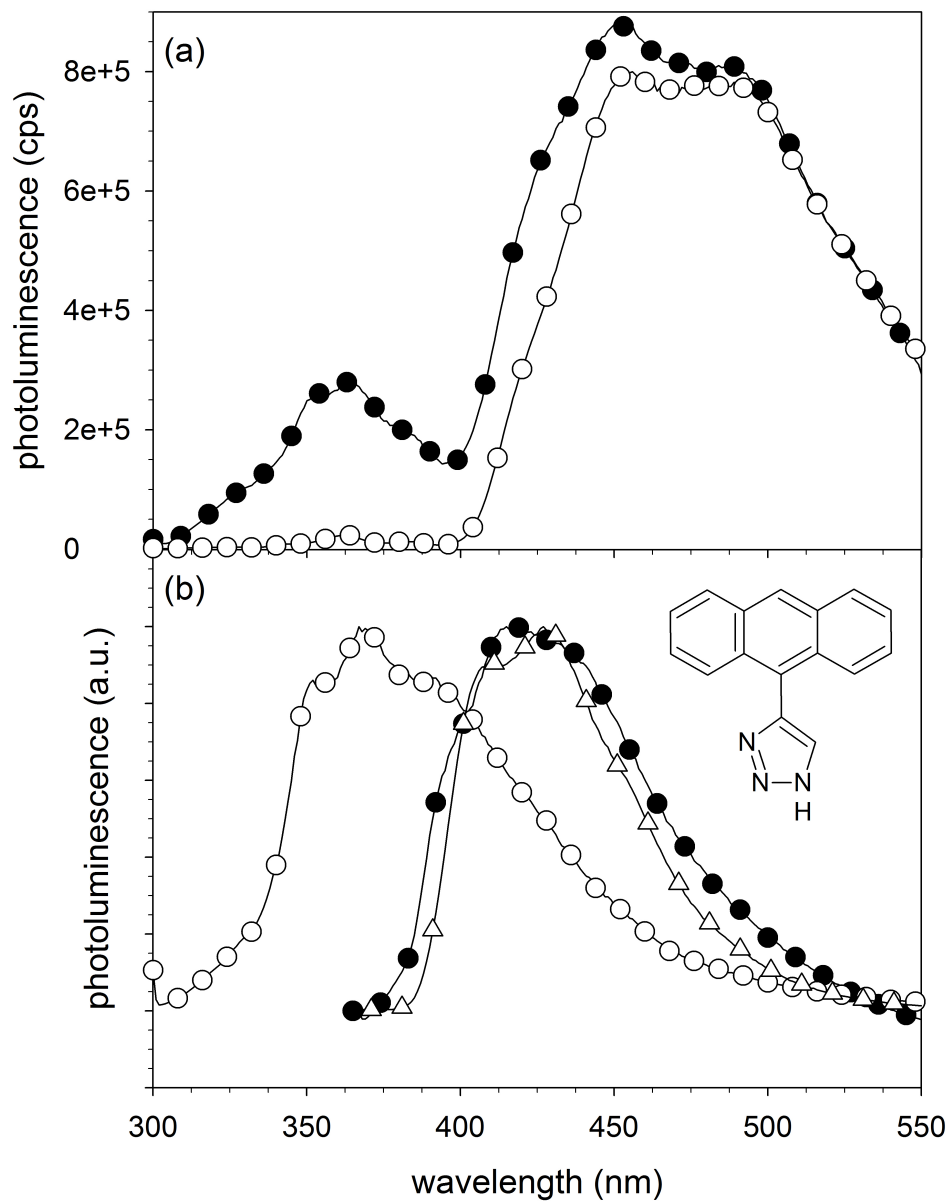 (a)
8e+5
6e+5
4e+5
2e+5
0
photoluminescence (cps)
(b)
photoluminescence (a.u.)
N
N
N
H
300
350
400
450
500
550
wavelength (nm)